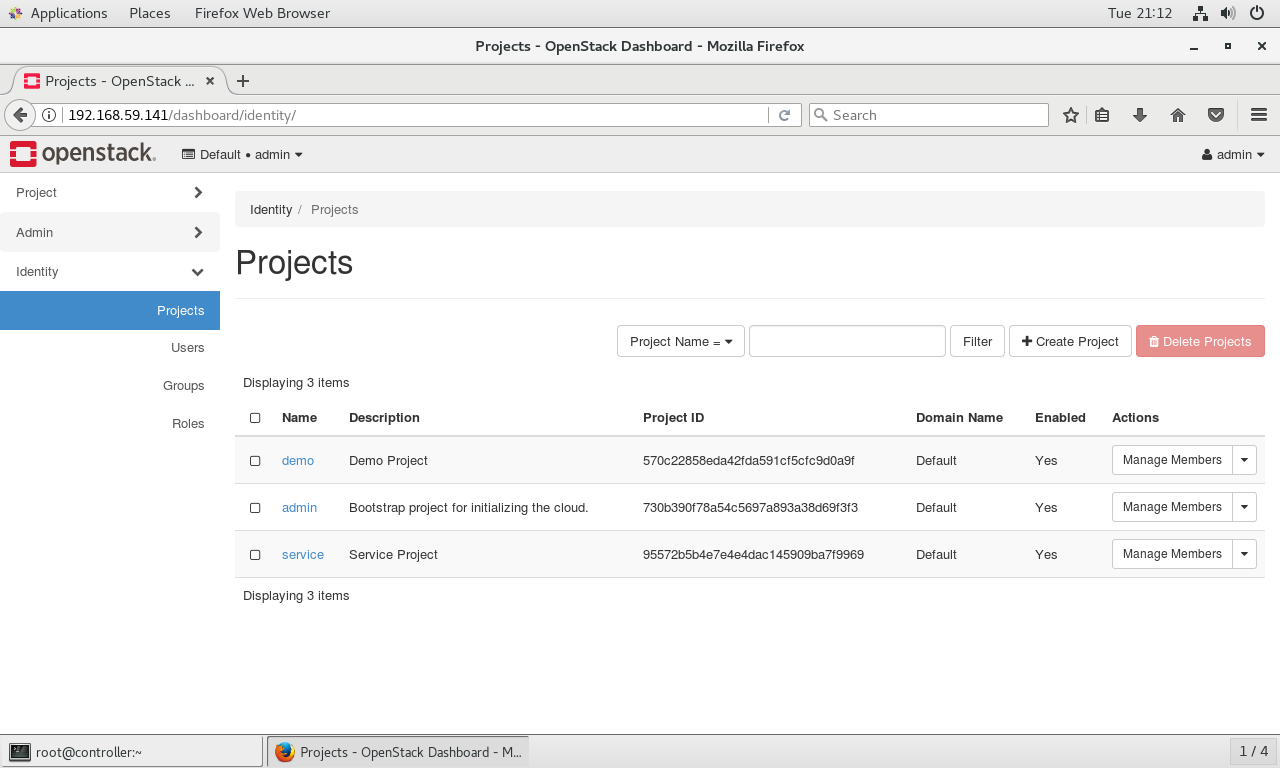 Applications Places Firefox Web Browser Tue 21:12
Projects - OpenStack Dashboard - Mozilla Firefox
Projects - OpenStack ...
192.168.59.141/dashboard/identity/ Search
openstack. Default • admin admin
Project
Admin
Identity
Projects
Users
Groups
Roles
Identity / Projects
Projects
Project Name = Filter Create Project Delete Projects
Displaying 3 items
Name Description Project ID Domain Name Enabled Actions
demo Demo Project 570c22858eda42fda591cf5cfc9d0a9f Default Yes Manage Members
admin Bootstrap project for initializing the cloud. 730b390f78a54c5697a893a38d69f3f3 Default Yes Manage Members
service Service Project 95572b5b4e7e4e4dac145909ba7f9969 Default Yes Manage Members
Displaying 3 items
root@controller:~ Projects - OpenStack Dashboard - M... 1 / 4